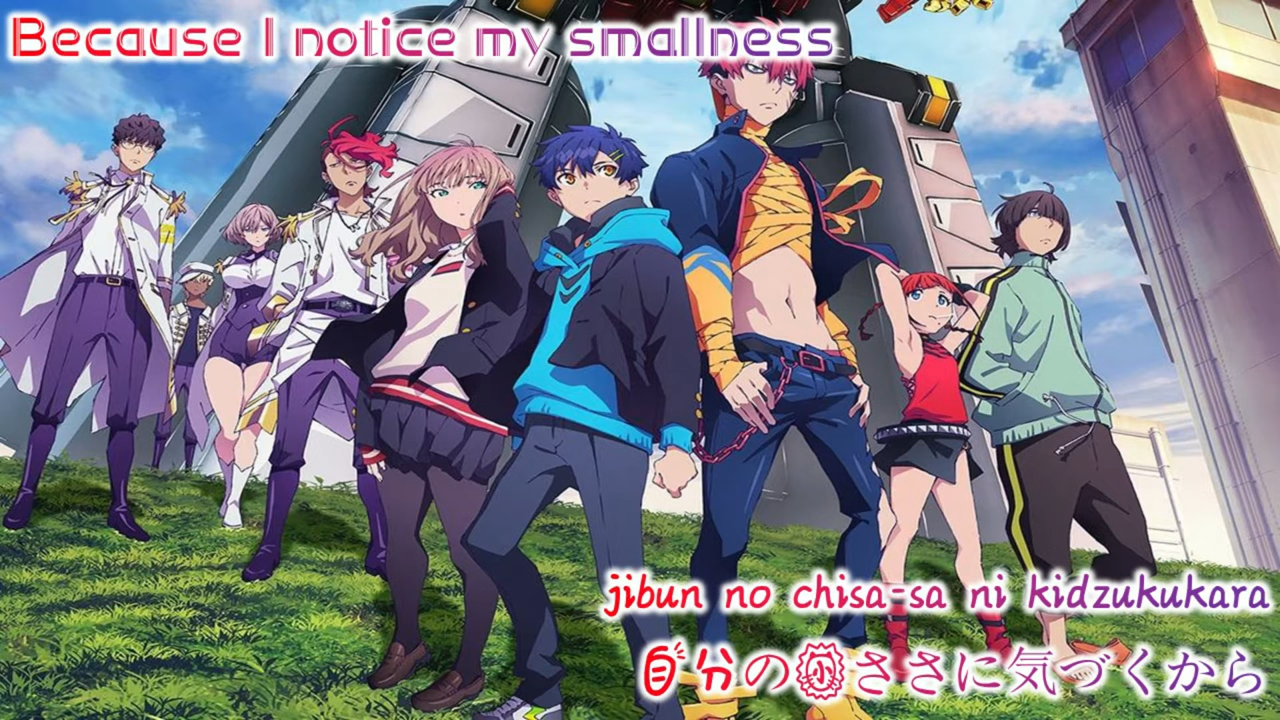 Because I notice my smallness
jibun no chisa-sa ni kidzukukara
自分の小ささに気づくから